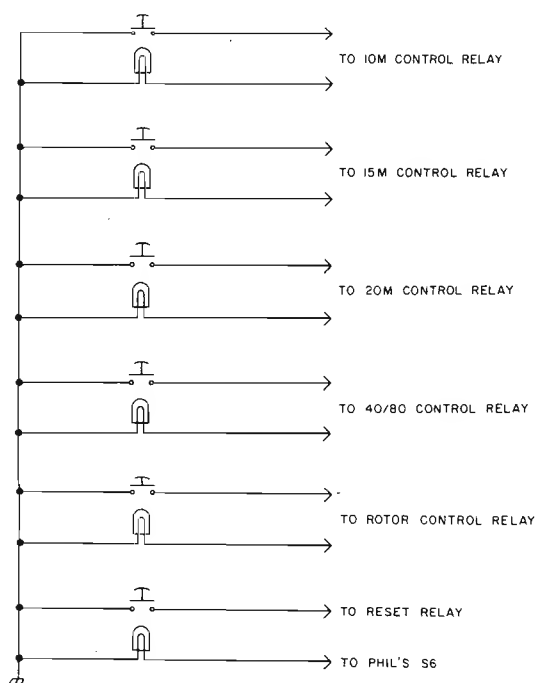 TO 10M CONTROL RELAY
TO 15M CONTROL RELAY
TO 20M CONTROL RELAY
TO 40/80 CONTROL RELAY
TO ROTOR CONTROL RELAY
TO RESET RELAY
TO PHIL'S S6